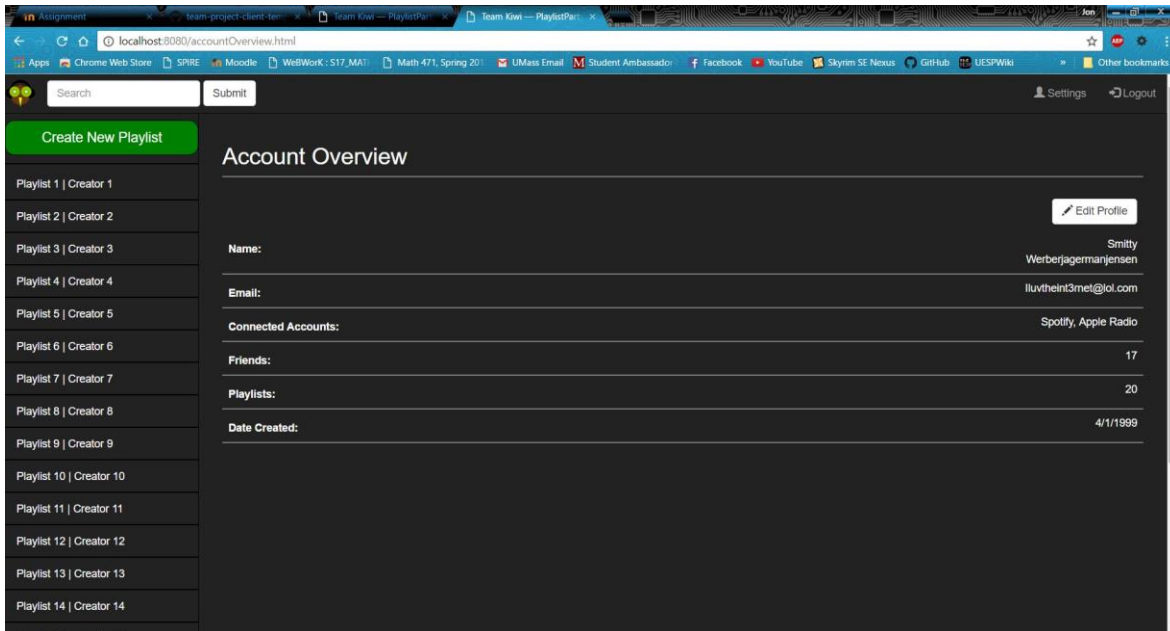 Assignment
team-project-client-tem
Team Kiwi — PlaylistPart
Team Kiwi — PlaylistPart
Jon
localhost:8080/accountOverview.html
ABP
Apps Chrome Web Store SPIRE Moodle WeBWorK : S17_MAT Math 471, Spring 201 UMass Email Student Ambassador Facebook YouTube Skyrim SE Nexus GitHub UESPWiki » Other bookmarks
Search Submit Settings Logout
Create New Playlist
Playlist 1 | Creator 1
Playlist 2 | Creator 2
Playlist 3 | Creator 3
Playlist 4 | Creator 4
Playlist 5 | Creator 5
Playlist 6 | Creator 6
Playlist 7 | Creator 7
Playlist 8 | Creator 8
Playlist 9 | Creator 9
Playlist 10 | Creator 10
Playlist 11 | Creator 11
Playlist 12 | Creator 12
Playlist 13 | Creator 13
Playlist 14 | Creator 14
Account Overview
Edit Profile
Name: Smitty
Werberjagermanjensen
Email: Iluvtheint3rnet@lol.com
Connected Accounts: Spotify, Apple Radio
Friends: 17
Playlists: 20
Date Created: 4/1/1999